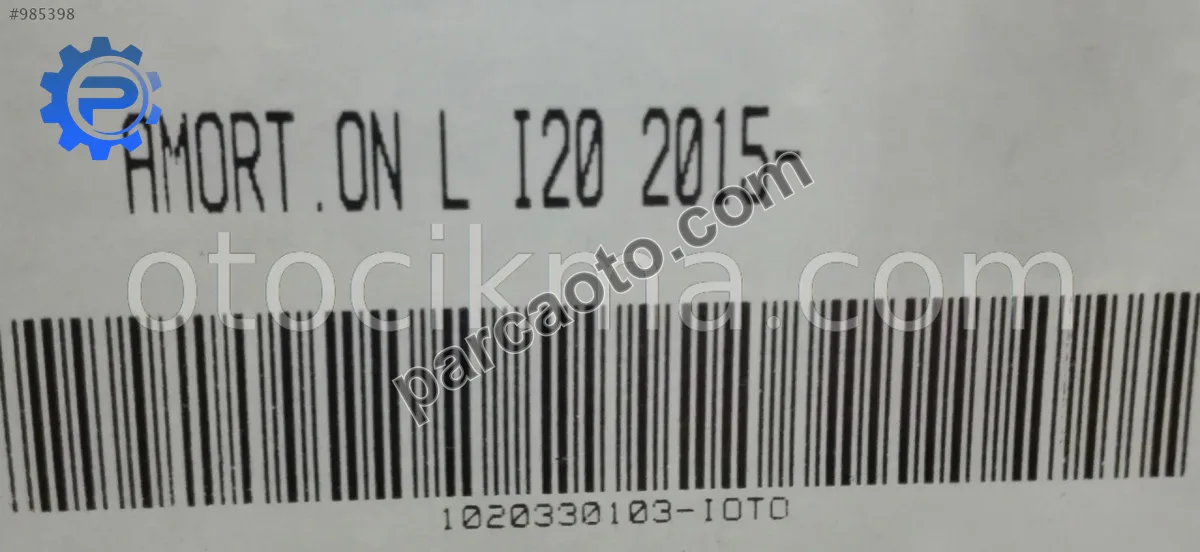 #985398
AMORT.ON L I20 2015-
otocikma.com
parcaoto.com
1020330103-IOTO